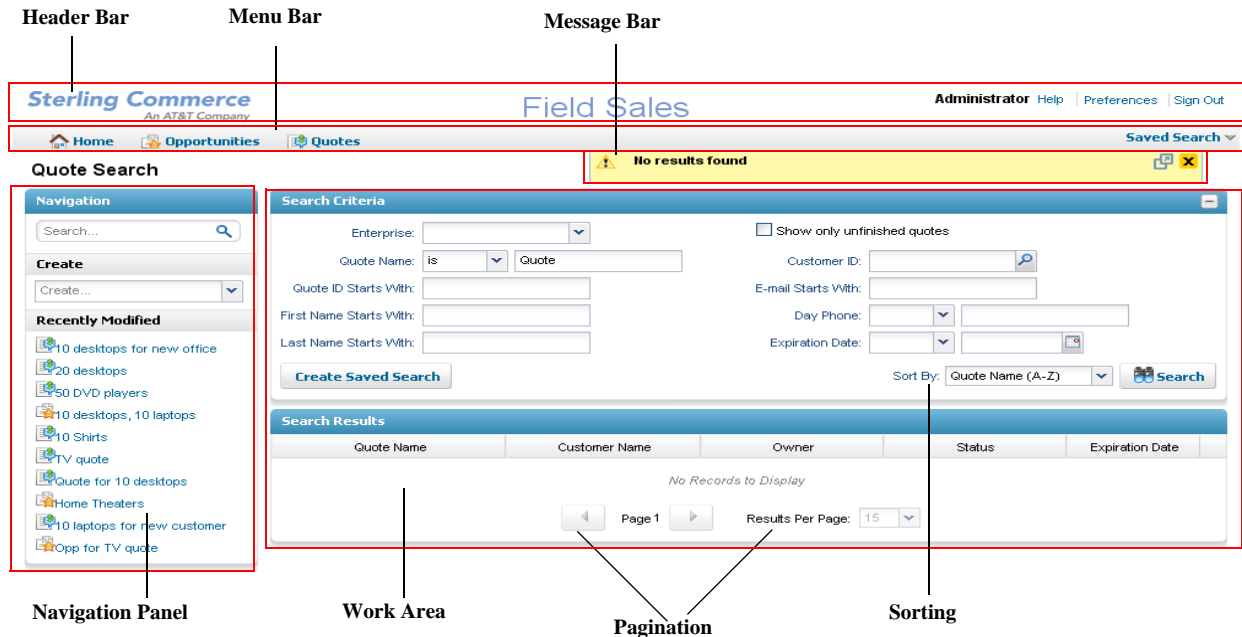 Header Bar
Menu Bar
Message Bar
Sterling Commerce
An AT&T Company
Field Sales
Administrator Help Preferences Sign Out
Home Opportunities Quotes Saved Search
Quote Search
No results found
Navigation
Search...
Create
Create...
Recently Modified
10 desktops for new office
20 desktops
50 DVD players
10 desktops, 10 laptops
10 Shirts
TV quote
Quote for 10 desktops
Home Theaters
10 laptops for new customer
Opp for TV quote
Search Criteria
Enterprise:
Show only unfinished quotes
Quote Name: is Quote
Customer ID:
Quote ID Starts With:
E-mail Starts With:
First Name Starts With:
Day Phone:
Last Name Starts With:
Expiration Date:
Create Saved Search
Sort By: Quote Name (A-Z) Search
Search Results
Quote Name Customer Name Owner Status Expiration Date
No Records to Display
Page 1 Results Per Page: 15
Navigation Panel
Work Area
Pagination
Sorting